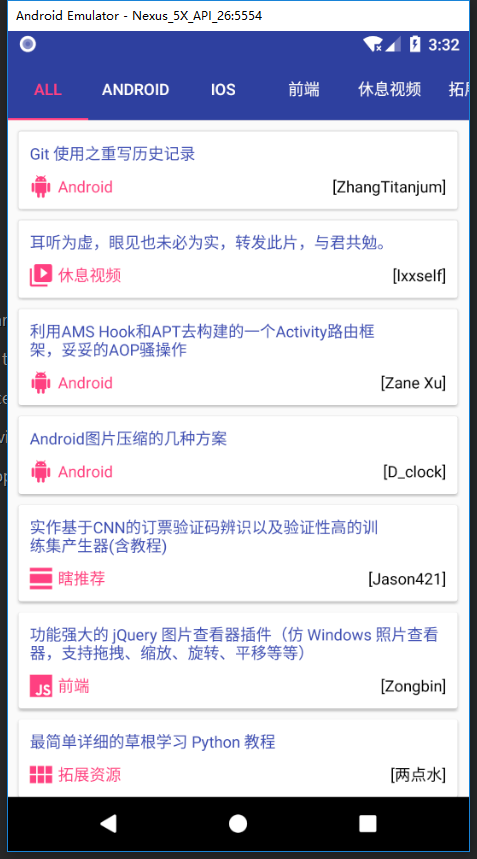 Android Emulator - Nexus_5X_API_26:5554
3:32
ALL ANDROID IOS 前端 休息视频
Git 使用之重写历史记录
Android [ZhangTitanjum]
耳听为虚，眼见也未必为实，转发此片，与君共勉。
休息视频 [lxxself]
利用AMS Hook和APT去构建的一个Activity路由框
架，妥妥的AOP骚操作
Android [Zane Xu]
Android图片压缩的几种方案
Android [D_clock]
实作基于CNN的订票验证码辨识以及验证性高的训
练集产生器(含教程)
瞎推荐 [Jason421]
功能强大的 jQuery 图片查看器插件（仿 Windows 照片查看
器，支持拖拽、缩放、旋转、平移等等）
JS 前端 [Zongbin]
最简单详细的草根学习 Python 教程
拓展资源 [两点水]